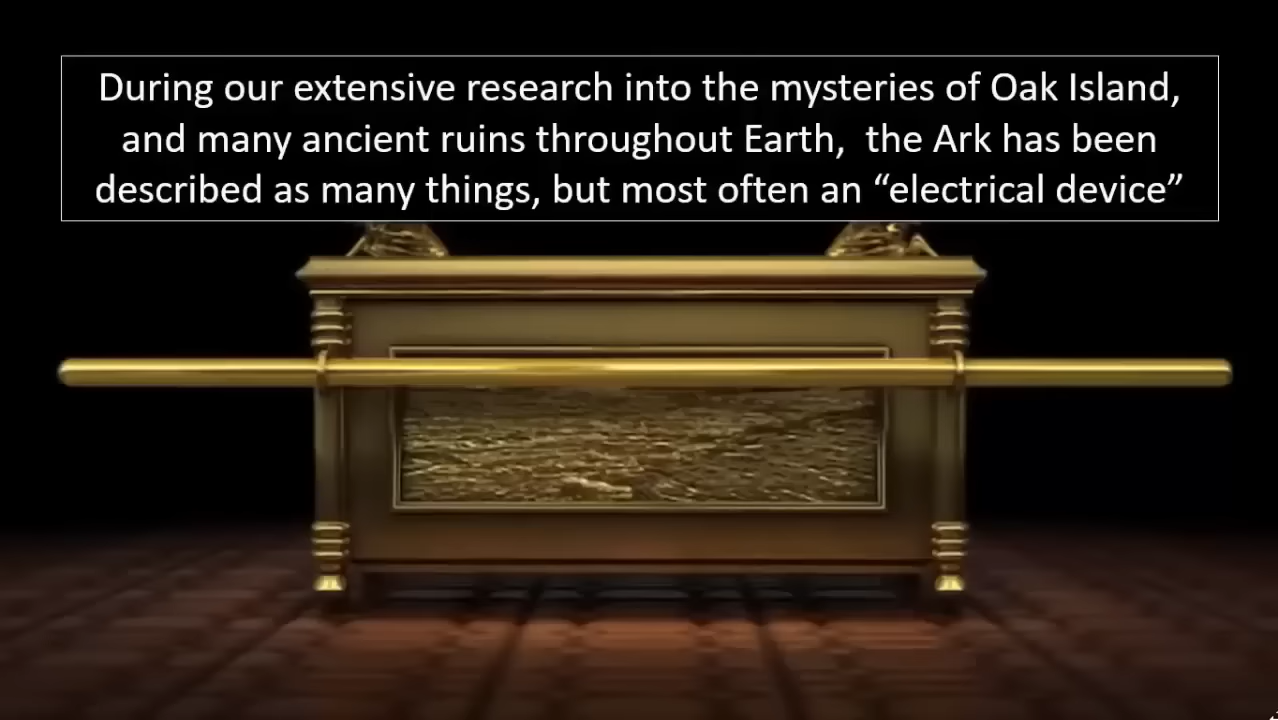 During our extensive research into the mysteries of Oak Island,
and many ancient ruins throughout Earth,  the Ark has been
described as many things, but most often an “electrical device”